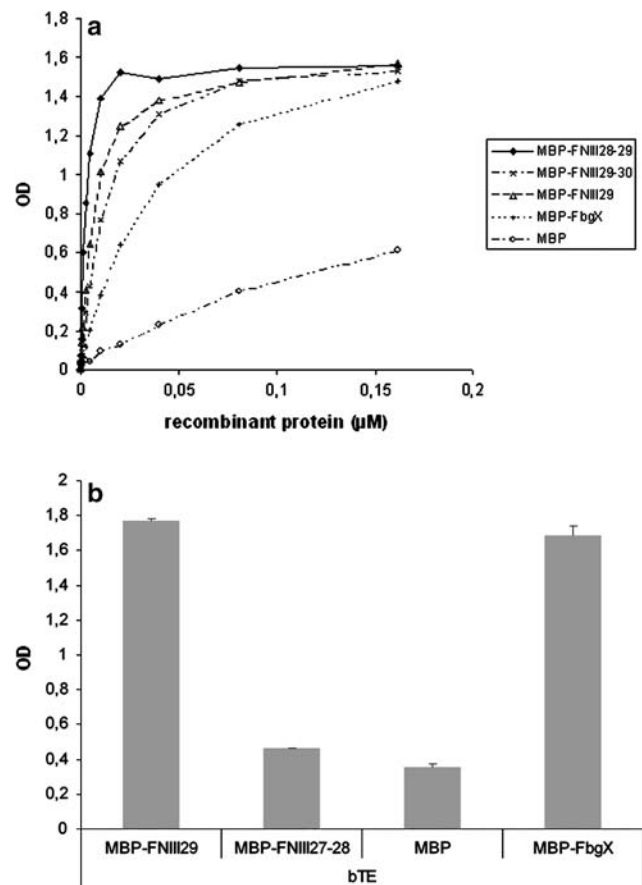 a
1,8
1,6
1,4
1,2
1
0,8
0,6
0,4
0,2
0
OD
0
0,05
0,1
0,15
0,2
recombinant protein (µM)
MBP-FNIII28-29
MBP-FNIII29-30
MBP-FNIII29
MBP-FbgX
MBP
b
2
1,8
1,6
1,4
1,2
1
0,8
0,6
0,4
0,2
0
OD
MBP-FNIII29
MBP-FNIII27-28
MBP
MBP-FbgX
bTE